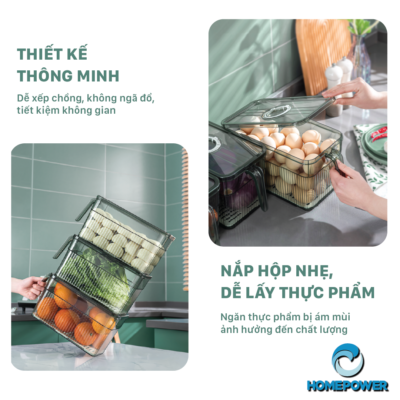 THIẾT KẾ
THÔNG MINH
Dễ xếp chồng, không ngã đổ,
tiết kiệm không gian
NẮP HỘP NHẸ,
DỄ LẤY THỰC PHẨM
Ngăn thực phẩm bị ám mùi
ảnh hưởng đến chất lượng
HOMEPOWER